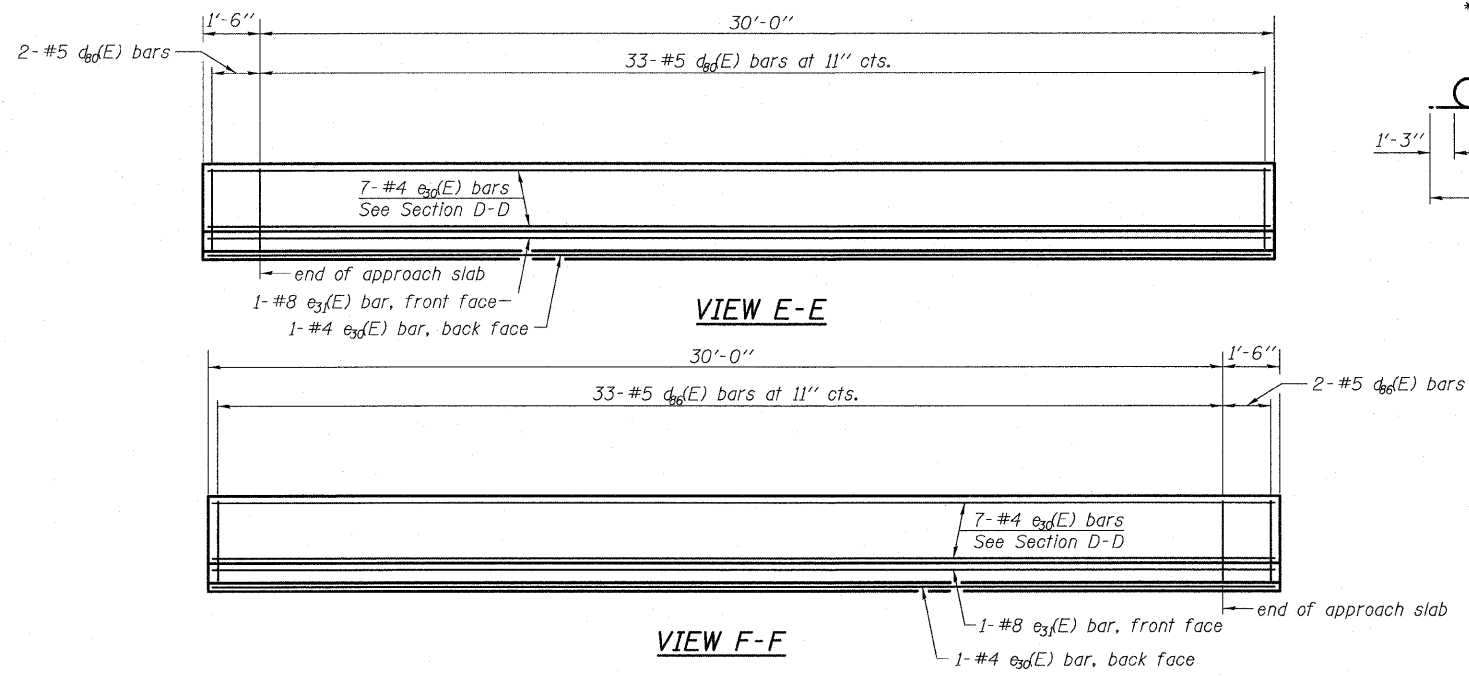 1'-6" 30'-0"
2-#5 d80(E) bars
33-#5 d80(E) bars at 11" cts.
*
1'-3"
7-#4 e30(E) bars
See Section D-D
end of approach slab
1-#8 e31(E) bar, front face
1-#4 e30(E) bar, back face
VIEW E-E
30'-0" 1'-6"
33-#5 d86(E) bars at 11" cts.
2-#5 d86(E) bars
7-#4 e30(E) bars
See Section D-D
end of approach slab
1-#8 e31(E) bar, front face
1-#4 e30(E) bar, back face
VIEW F-F